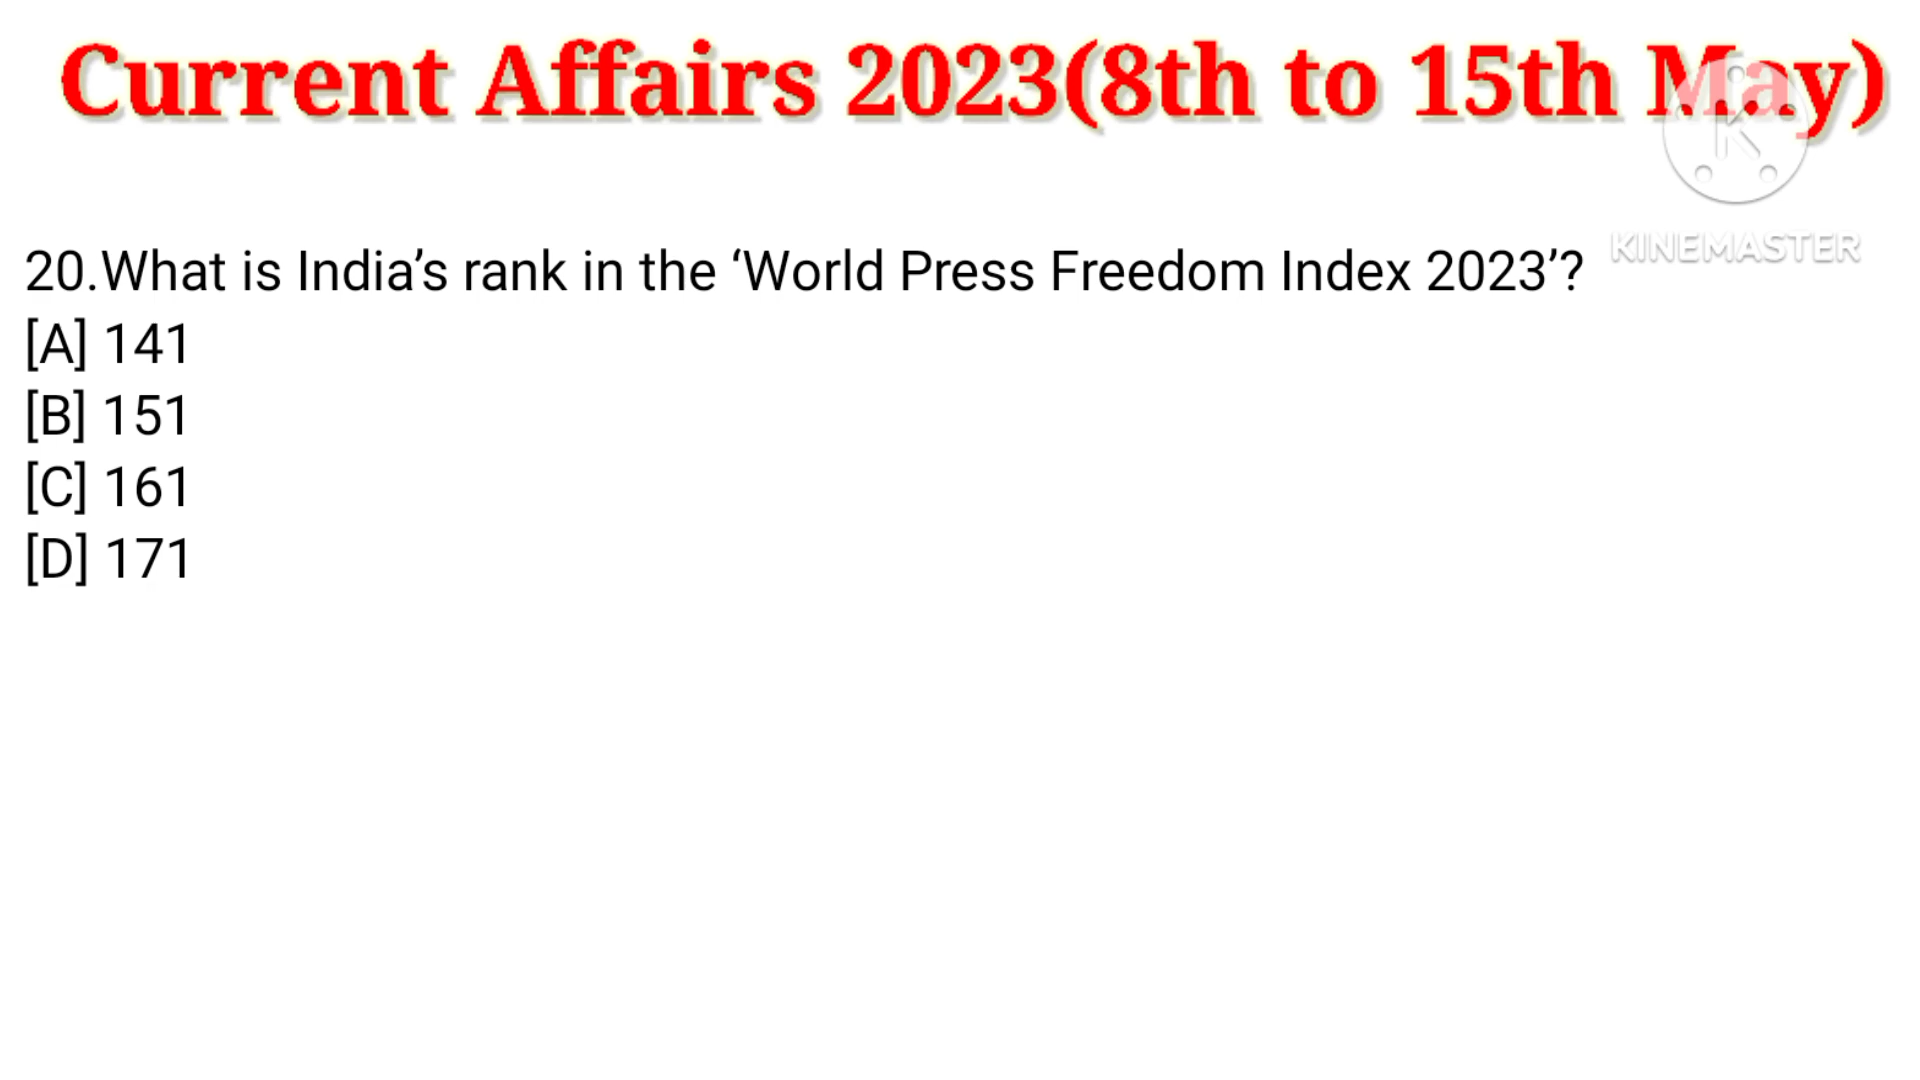 Current Affairs 2023(8th to 15th May)
KINEMASTER
20.What is India’s rank in the ‘World Press Freedom Index 2023’?
[A] 141
[B] 151
[C] 161
[D] 171